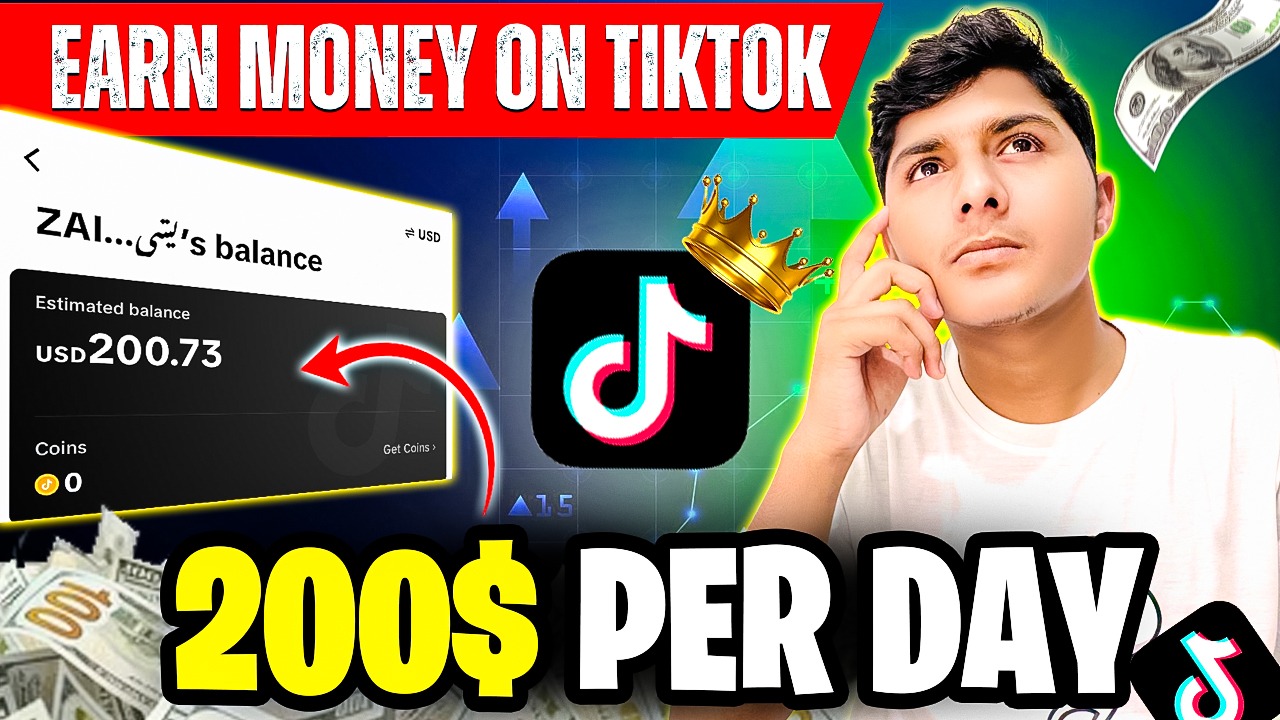 EARN MONEY ON TIKTOK
ZAI...یتی's balance
USD
Estimated balance
USD200.73
Coins
Get Coins
0
15
200$ PER DAY